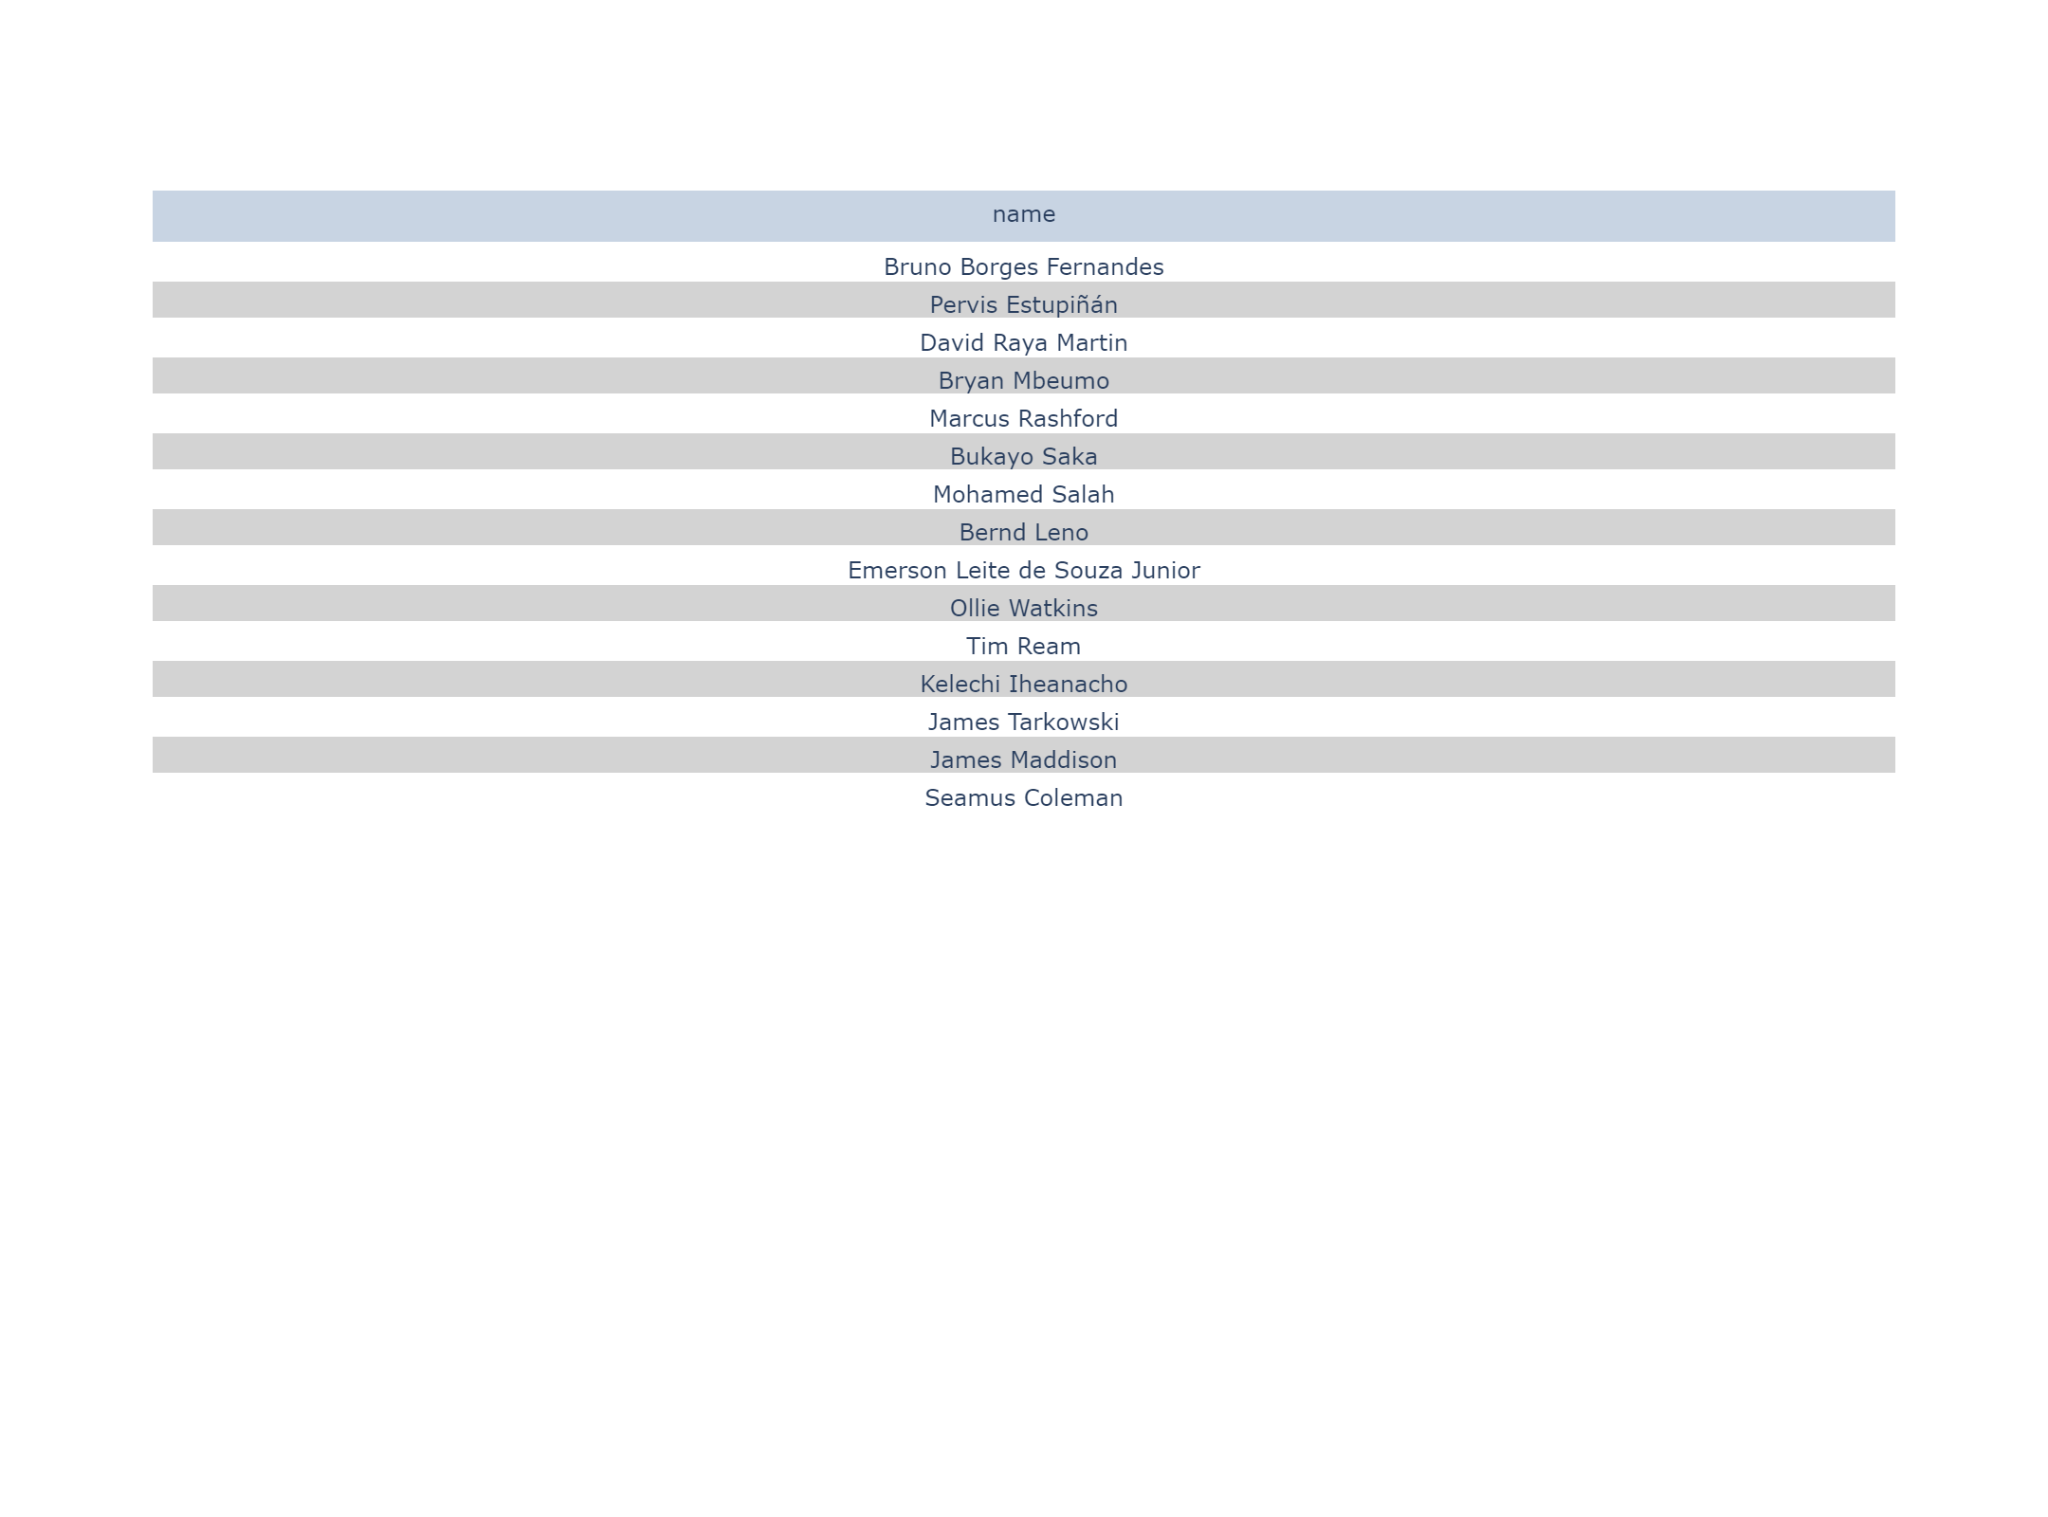 name
Bruno Borges Fernandes
Pervis Estupiñán
David Raya Martin
Bryan Mbeumo
Marcus Rashford
Bukayo Saka
Mohamed Salah
Bernd Leno
Emerson Leite de Souza Junior
Ollie Watkins
Tim Ream
Kelechi Iheanacho
James Tarkowski
James Maddison
Seamus Coleman